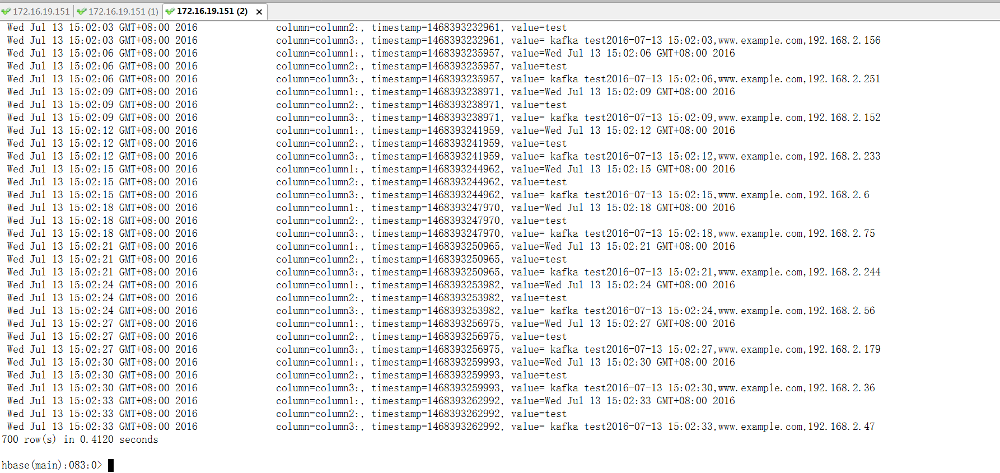 172.16.19.151 172.16.19.151 (1) 172.16.19.151 (2) ×
Wed Jul 13 15:02:03 GMT+08:00 2016 column=column2:, timestamp=1468393232961, value=test
Wed Jul 13 15:02:03 GMT+08:00 2016 column=column3:, timestamp=1468393232961, value= kafka test2016-07-13 15:02:03,www.example.com,192.168.2.156
Wed Jul 13 15:02:06 GMT+08:00 2016 column=column1:, timestamp=1468393235957, value=Wed Jul 13 15:02:06 GMT+08:00 2016
Wed Jul 13 15:02:06 GMT+08:00 2016 column=column2:, timestamp=1468393235957, value=test
Wed Jul 13 15:02:06 GMT+08:00 2016 column=column3:, timestamp=1468393235957, value= kafka test2016-07-13 15:02:06,www.example.com,192.168.2.251
Wed Jul 13 15:02:09 GMT+08:00 2016 column=column1:, timestamp=1468393238971, value=Wed Jul 13 15:02:09 GMT+08:00 2016
Wed Jul 13 15:02:09 GMT+08:00 2016 column=column2:, timestamp=1468393238971, value=test
Wed Jul 13 15:02:09 GMT+08:00 2016 column=column3:, timestamp=1468393238971, value= kafka test2016-07-13 15:02:09,www.example.com,192.168.2.152
Wed Jul 13 15:02:12 GMT+08:00 2016 column=column1:, timestamp=1468393241959, value=Wed Jul 13 15:02:12 GMT+08:00 2016
Wed Jul 13 15:02:12 GMT+08:00 2016 column=column2:, timestamp=1468393241959, value=test
Wed Jul 13 15:02:12 GMT+08:00 2016 column=column3:, timestamp=1468393241959, value= kafka test2016-07-13 15:02:12,www.example.com,192.168.2.233
Wed Jul 13 15:02:15 GMT+08:00 2016 column=column1:, timestamp=1468393244962, value=Wed Jul 13 15:02:15 GMT+08:00 2016
Wed Jul 13 15:02:15 GMT+08:00 2016 column=column2:, timestamp=1468393244962, value=test
Wed Jul 13 15:02:15 GMT+08:00 2016 column=column3:, timestamp=1468393244962, value= kafka test2016-07-13 15:02:15,www.example.com,192.168.2.6
Wed Jul 13 15:02:18 GMT+08:00 2016 column=column1:, timestamp=1468393247970, value=Wed Jul 13 15:02:18 GMT+08:00 2016
Wed Jul 13 15:02:18 GMT+08:00 2016 column=column2:, timestamp=1468393247970, value=test
Wed Jul 13 15:02:18 GMT+08:00 2016 column=column3:, timestamp=1468393247970, value= kafka test2016-07-13 15:02:18,www.example.com,192.168.2.75
Wed Jul 13 15:02:21 GMT+08:00 2016 column=column1:, timestamp=1468393250965, value=Wed Jul 13 15:02:21 GMT+08:00 2016
Wed Jul 13 15:02:21 GMT+08:00 2016 column=column2:, timestamp=1468393250965, value=test
Wed Jul 13 15:02:21 GMT+08:00 2016 column=column3:, timestamp=1468393250965, value= kafka test2016-07-13 15:02:21,www.example.com,192.168.2.244
Wed Jul 13 15:02:24 GMT+08:00 2016 column=column1:, timestamp=1468393253982, value=Wed Jul 13 15:02:24 GMT+08:00 2016
Wed Jul 13 15:02:24 GMT+08:00 2016 column=column2:, timestamp=1468393253982, value=test
Wed Jul 13 15:02:24 GMT+08:00 2016 column=column3:, timestamp=1468393253982, value= kafka test2016-07-13 15:02:24,www.example.com,192.168.2.56
Wed Jul 13 15:02:27 GMT+08:00 2016 column=column1:, timestamp=1468393256975, value=Wed Jul 13 15:02:27 GMT+08:00 2016
Wed Jul 13 15:02:27 GMT+08:00 2016 column=column2:, timestamp=1468393256975, value=test
Wed Jul 13 15:02:27 GMT+08:00 2016 column=column3:, timestamp=1468393256975, value= kafka test2016-07-13 15:02:27,www.example.com,192.168.2.179
Wed Jul 13 15:02:30 GMT+08:00 2016 column=column1:, timestamp=1468393259993, value=Wed Jul 13 15:02:30 GMT+08:00 2016
Wed Jul 13 15:02:30 GMT+08:00 2016 column=column2:, timestamp=1468393259993, value=test
Wed Jul 13 15:02:30 GMT+08:00 2016 column=column3:, timestamp=1468393259993, value= kafka test2016-07-13 15:02:30,www.example.com,192.168.2.36
Wed Jul 13 15:02:33 GMT+08:00 2016 column=column1:, timestamp=1468393262992, value=Wed Jul 13 15:02:33 GMT+08:00 2016
Wed Jul 13 15:02:33 GMT+08:00 2016 column=column2:, timestamp=1468393262992, value=test
Wed Jul 13 15:02:33 GMT+08:00 2016 column=column3:, timestamp=1468393262992, value= kafka test2016-07-13 15:02:33,www.example.com,192.168.2.47
700 row(s) in 0.4120 seconds
hbase(main):083:0>